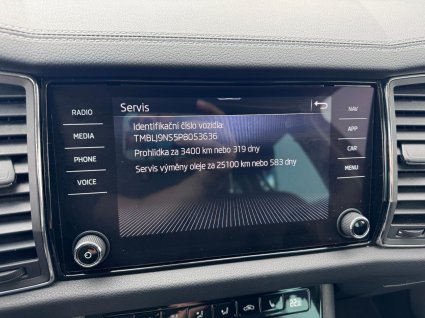 Servis
RADIO
MEDIA
PHONE
VOICE
Identifikační číslo vozidla:
TMBLJ9NS5P8053636
Prohlídka za 3400 km nebo 319 dny
Servis výměny oleje za 25100 km nebo 583 dny
NAV
APP
CAR
MENU